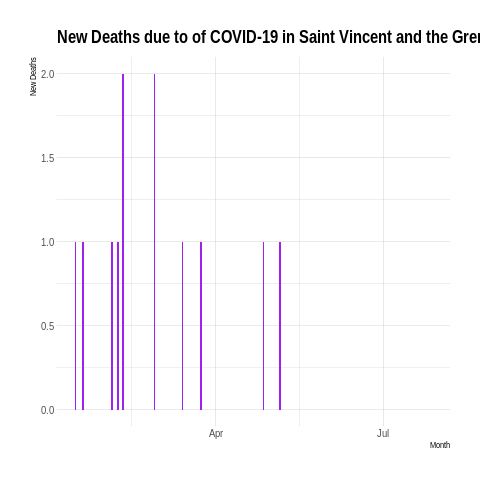 New Deaths due to of COVID-19 in Saint Vincent and the Gren
New Deaths
2.0
1.5
1.0
0.5
0.0
Apr Jul
Month